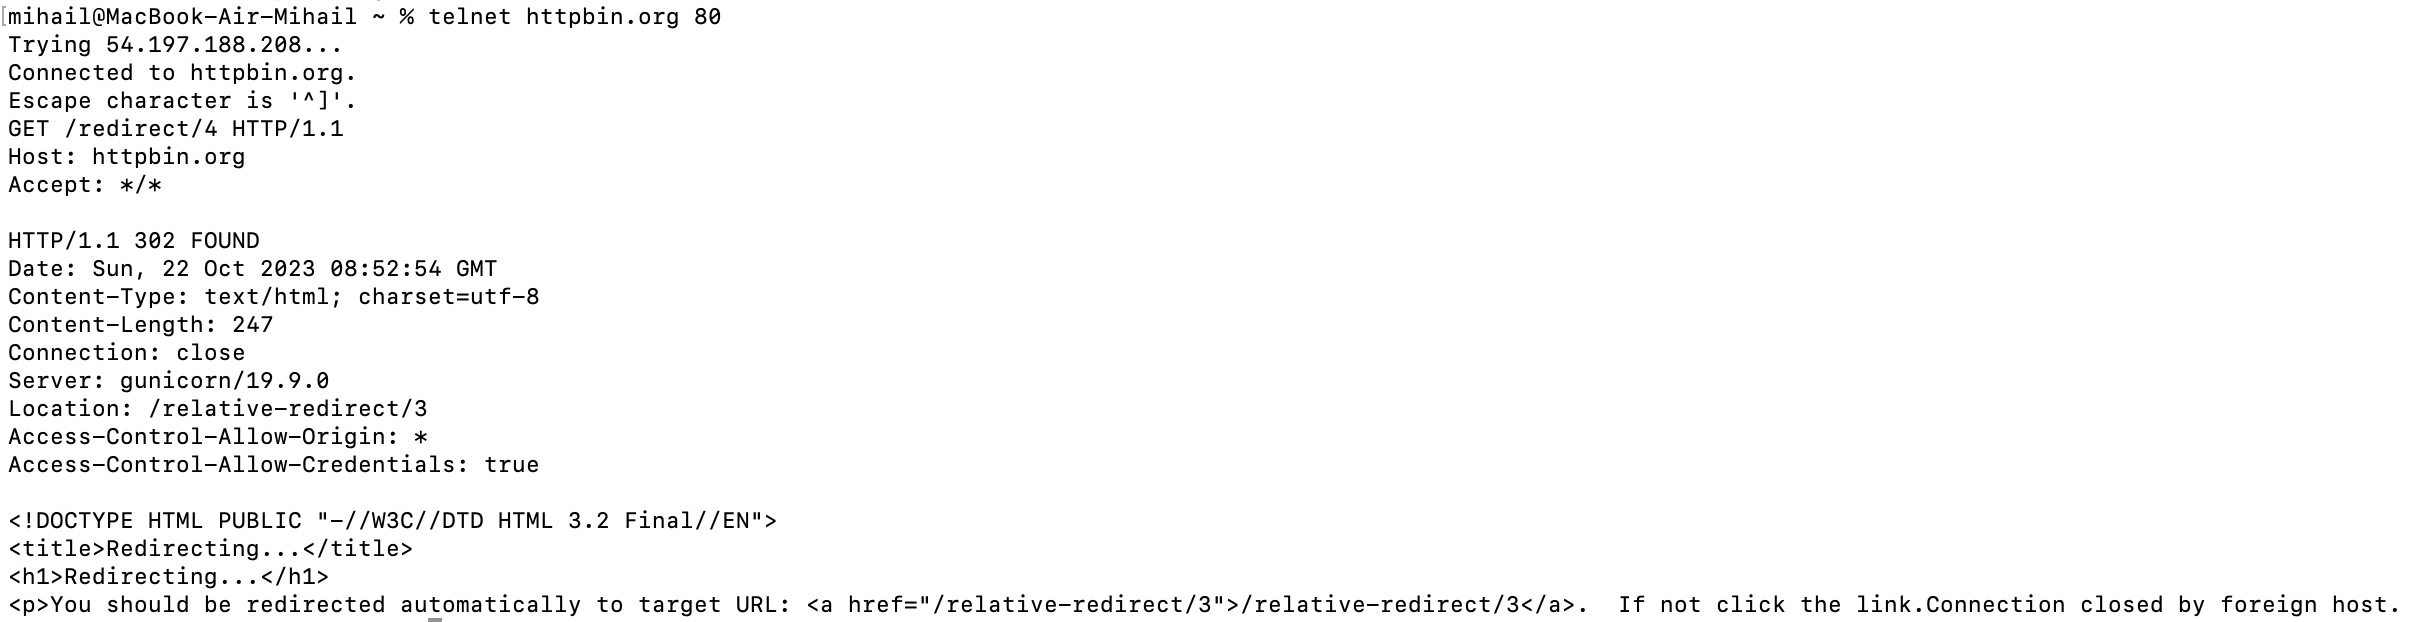 [mihail@MacBook-Air-Mihail ~ % telnet httpbin.org 80
Trying 54.197.188.208...
Connected to httpbin.org.
Escape character is '^]'.
GET /redirect/4 HTTP/1.1
Host: httpbin.org
Accept: */*

HTTP/1.1 302 FOUND
Date: Sun, 22 Oct 2023 08:52:54 GMT
Content-Type: text/html; charset=utf-8
Content-Length: 247
Connection: close
Server: gunicorn/19.9.0
Location: /relative-redirect/3
Access-Control-Allow-Origin: *
Access-Control-Allow-Credentials: true

<!DOCTYPE HTML PUBLIC "-//W3C//DTD HTML 3.2 Final//EN">
<title>Redirecting...</title>
<h1>Redirecting...</h1>
<p>You should be redirected automatically to target URL: <a href="/relative-redirect/3">/relative-redirect/3</a>.  If not click the link.Connection closed by foreign host.